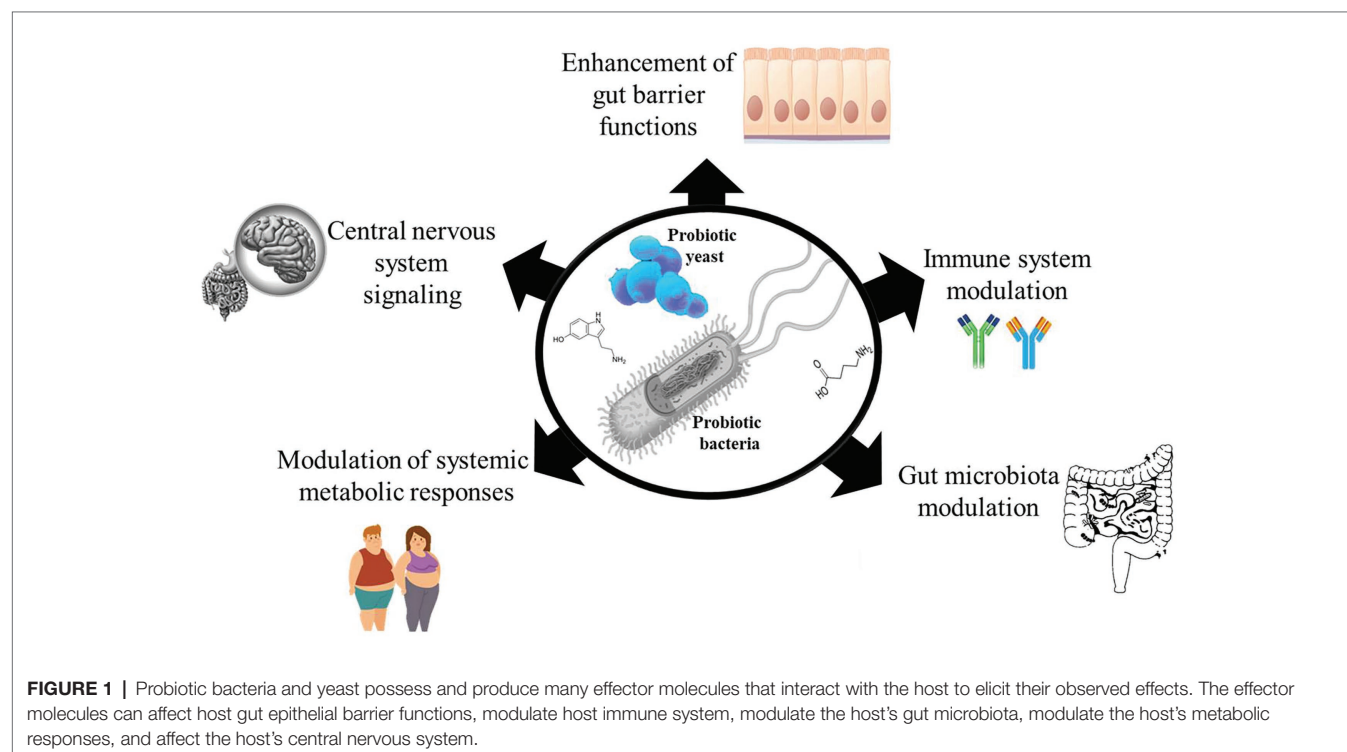 Enhancement of
gut barrier
functions
Central nervous
system
signaling
Probiotic
yeast
Immune system
modulation
H
N
HO
NH₂
O
NH₂
HO
Probiotic
bacteria
Modulation of systemic
metabolic responses
Gut microbiota
modulation
FIGURE 1 | Probiotic bacteria and yeast possess and produce many effector molecules that interact with the host to elicit their observed effects. The effector
molecules can affect host gut epithelial barrier functions, modulate host immune system, modulate the host's gut microbiota, modulate the host's metabolic
responses, and affect the host's central nervous system.